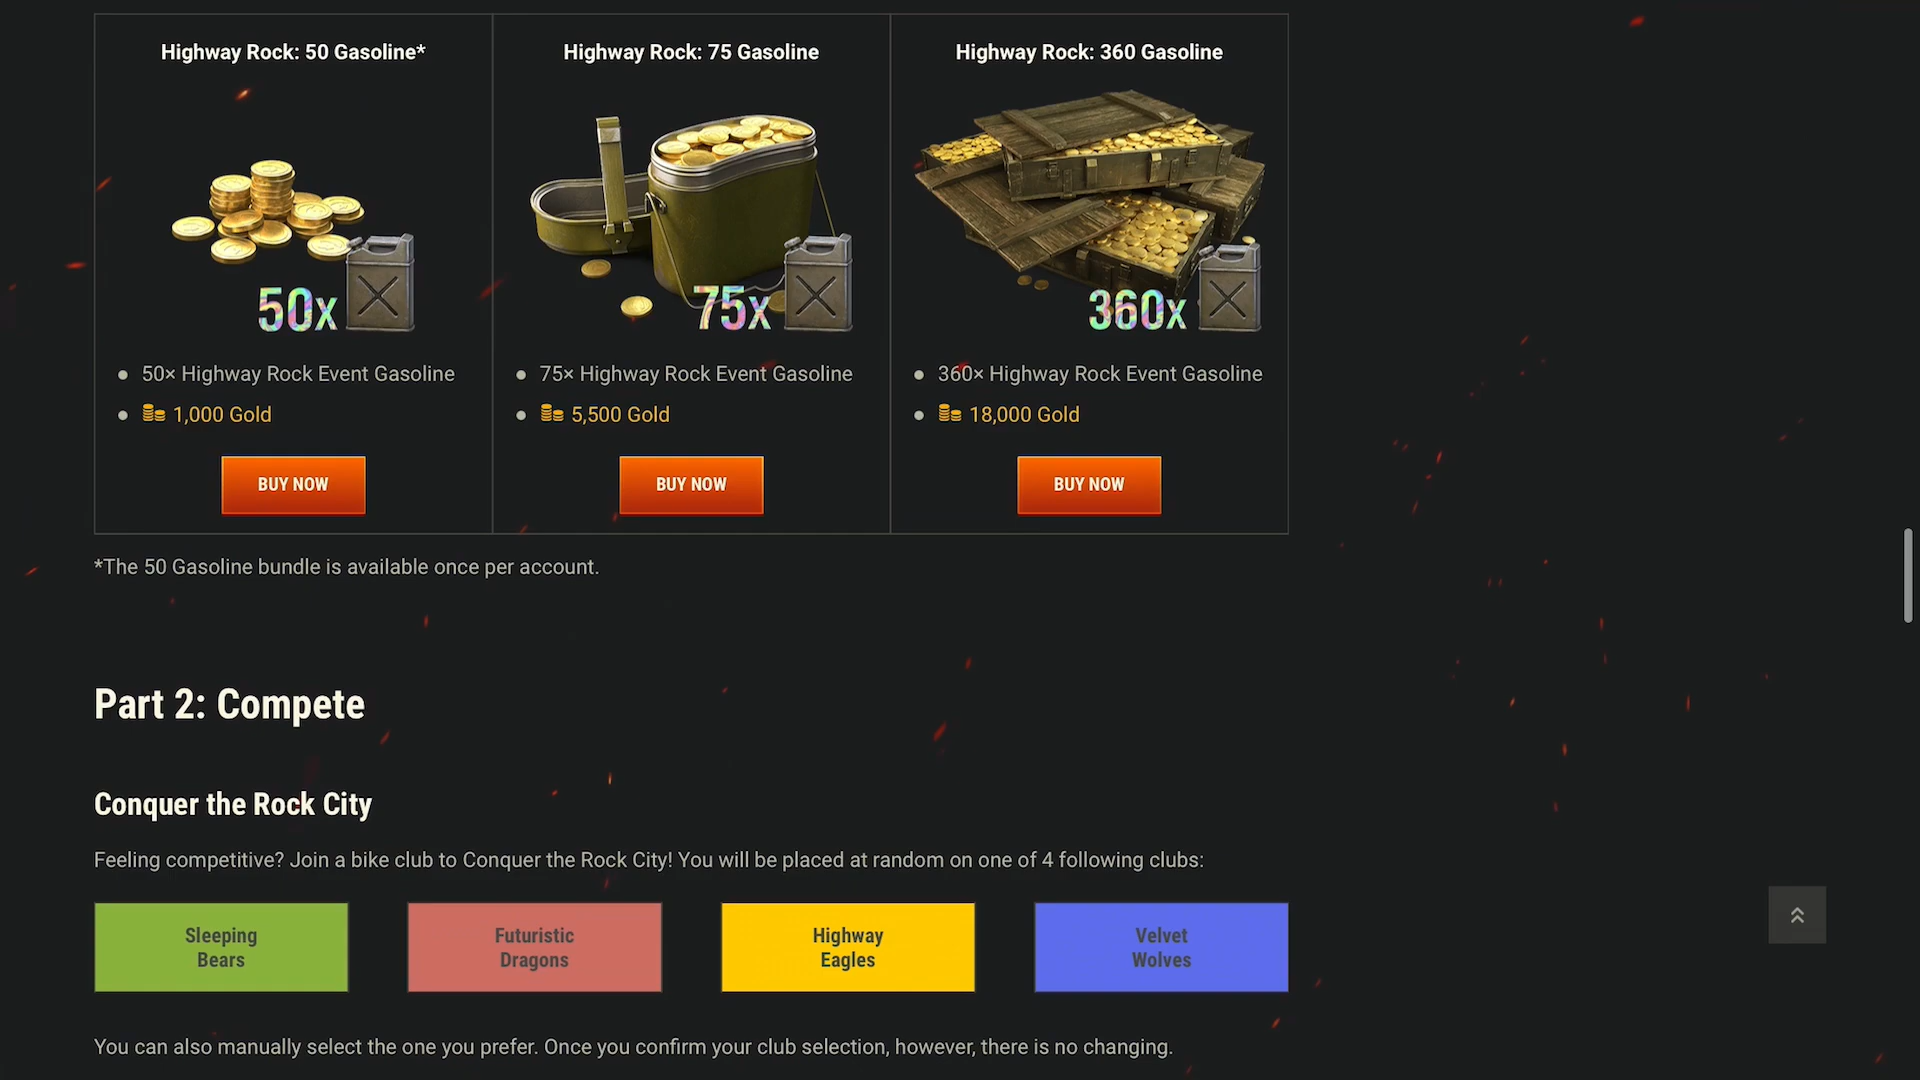 Highway Rock: 50 Gasoline*
Highway Rock: 75 Gasoline
Highway Rock: 360 Gasoline
50x
75x
360x
50× Highway Rock Event Gasoline
1,000 Gold
75× Highway Rock Event Gasoline
5,500 Gold
360× Highway Rock Event Gasoline
18,000 Gold
BUY NOW
BUY NOW
BUY NOW
*The 50 Gasoline bundle is available once per account.
Part 2: Compete
Conquer the Rock City
Feeling competitive? Join a bike club to Conquer the Rock City! You will be placed at random on one of 4 following clubs:
Sleeping
Bears
Futuristic
Dragons
Highway
Eagles
Velvet
Wolves
You can also manually select the one you prefer. Once you confirm your club selection, however, there is no changing.